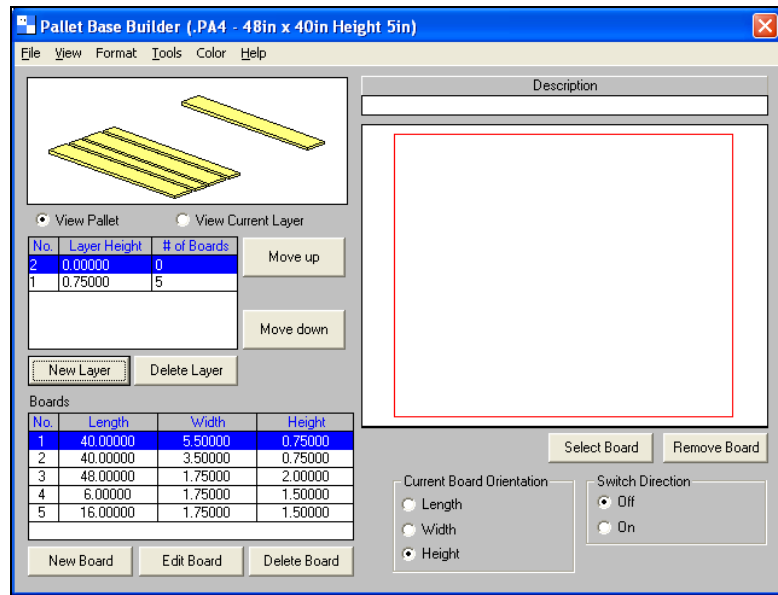 Pallet Base Builder (.PA4 - 48in x 40in Height 5in)
File View Format Tools Color Help
Description
View Pallet View Current Layer
No. Layer Height # of Boards
2 0.00000 0
1 0.75000 5
Move up
Move down
New Layer Delete Layer
Boards
No. Length Width Height
1 40.00000 5.50000 0.75000
2 40.00000 3.50000 0.75000
3 48.00000 1.75000 2.00000
4 6.00000 1.75000 1.50000
5 16.00000 1.75000 1.50000
New Board Edit Board Delete Board
Select Board Remove Board
Current Board Orientation
Length
Width
Height
Switch Direction
Off
On